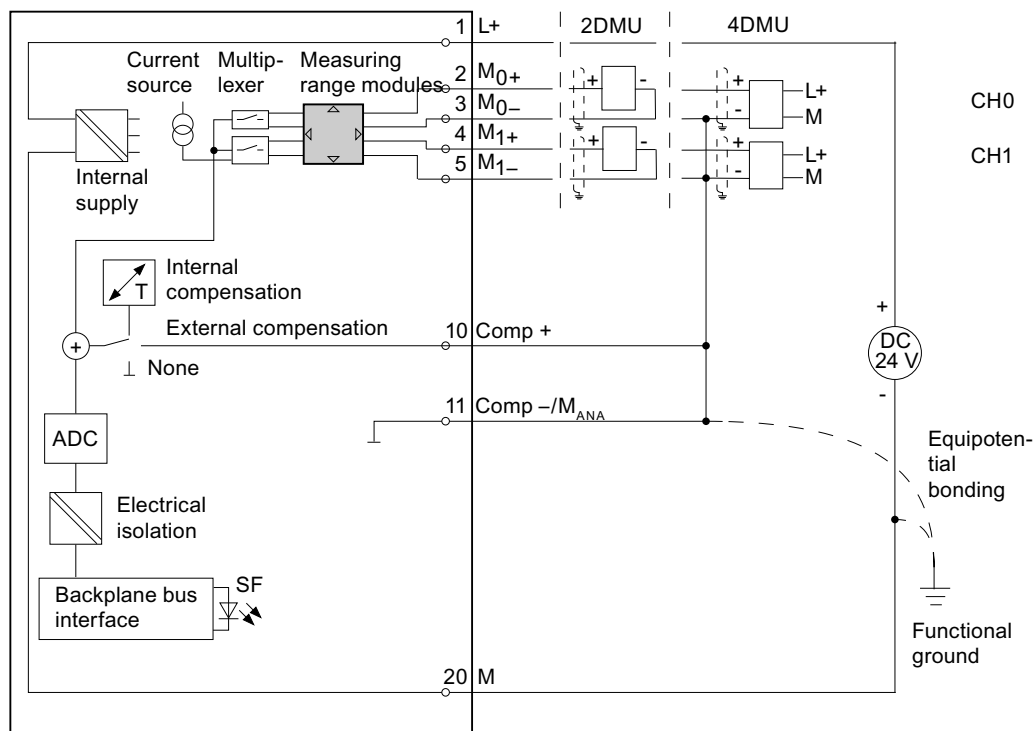 1 L+ 2DMU 4DMU
Current source
Multip-
lexer
Measuring range modules
2 M0+
3 M0–
4 M1+
5 M1–
+ -
+ -
+ L+
- M
+ L+
- M
CH0
CH1
Internal supply
T
Internal compensation
External compensation
+
⊥ None
10 Comp +
11 Comp –/MANA
+
DC
24 V
-
ADC
Equipoten-
tial
bonding
Electrical
isolation
Backplane bus
interface
SF
Functional
ground
20 M